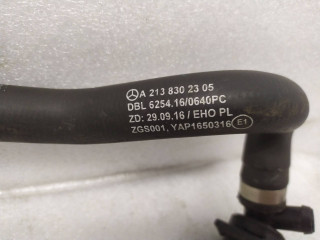 A 213 830 23 05
DBL 6254.16/0640PC
ZD: 29.09.16 / EHO PL
ZGS001, YAP1650316 E1